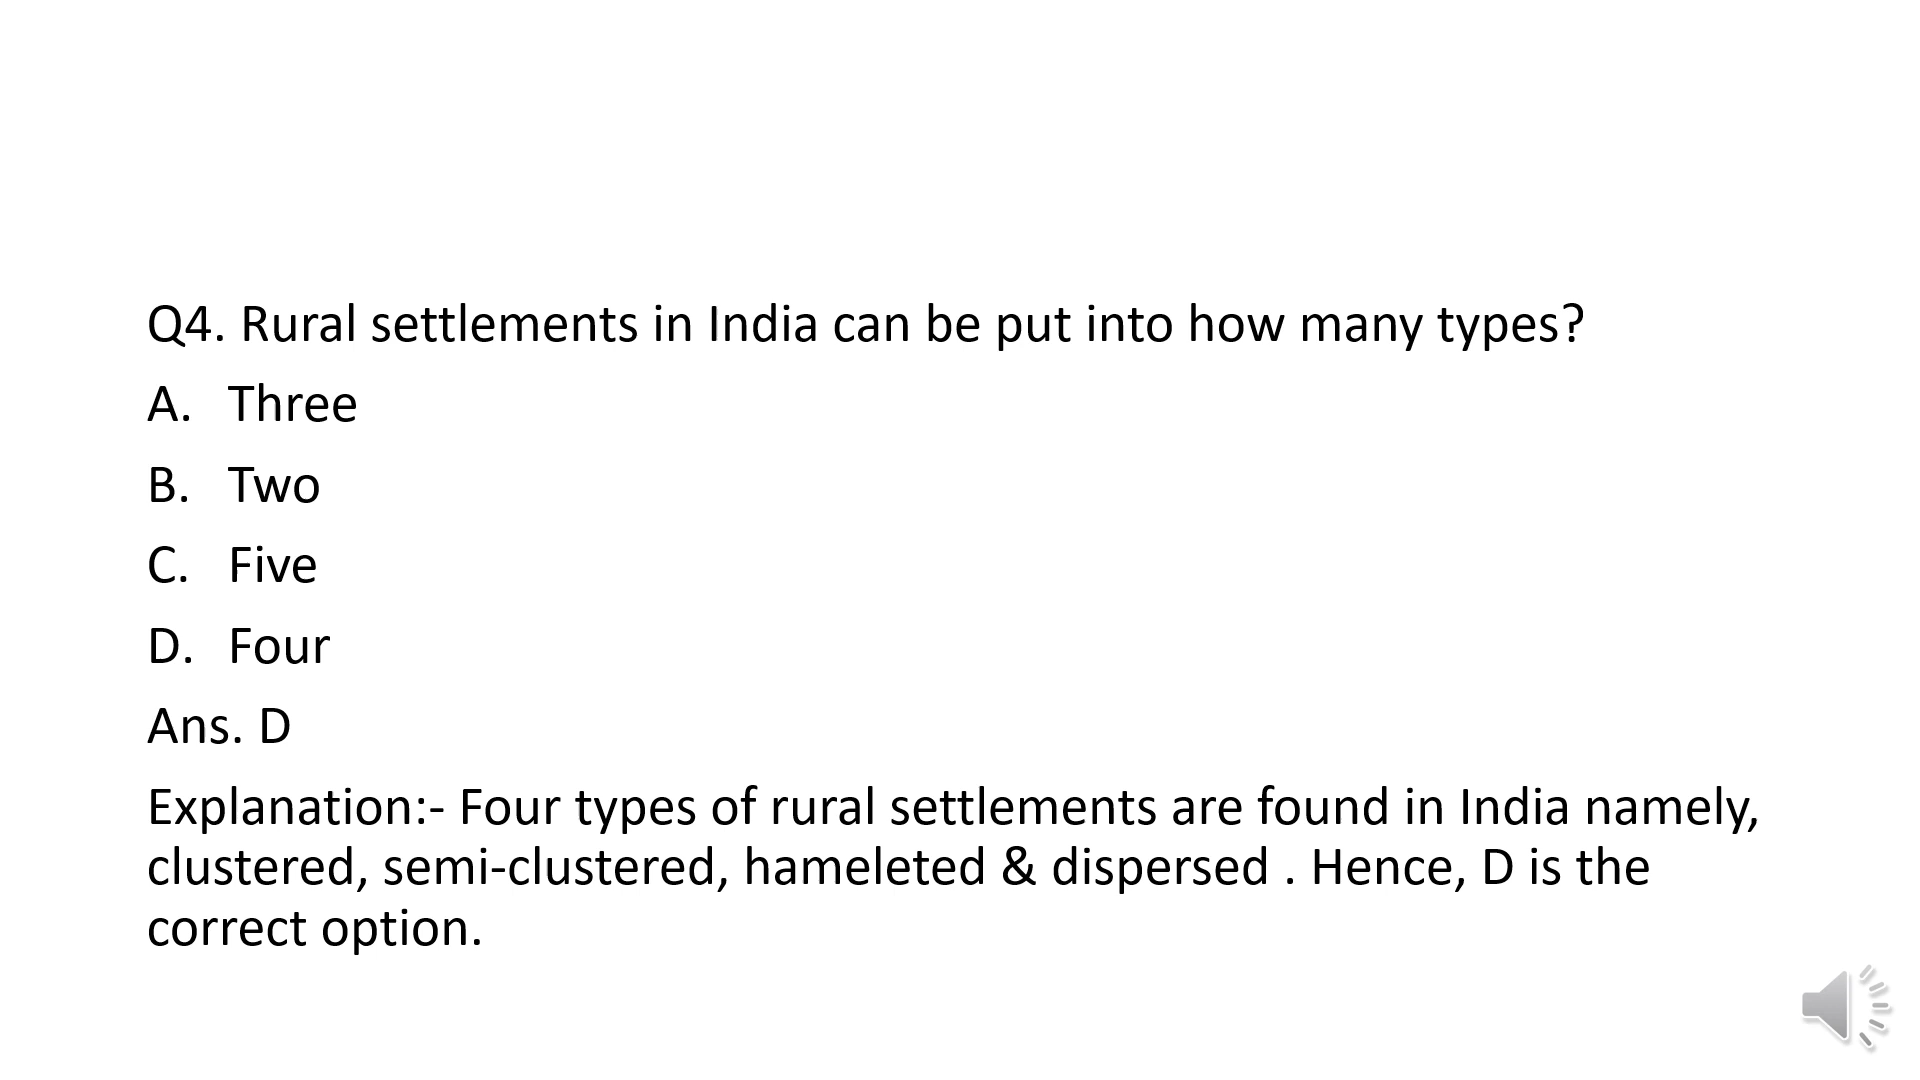 Q4. Rural settlements in India can be put into how many types?
A. Three
B. Two
C. Five
D. Four
Ans. D
Explanation:- Four types of rural settlements are found in India namely,
clustered, semi-clustered, hameleted & dispersed . Hence, D is the
correct option.